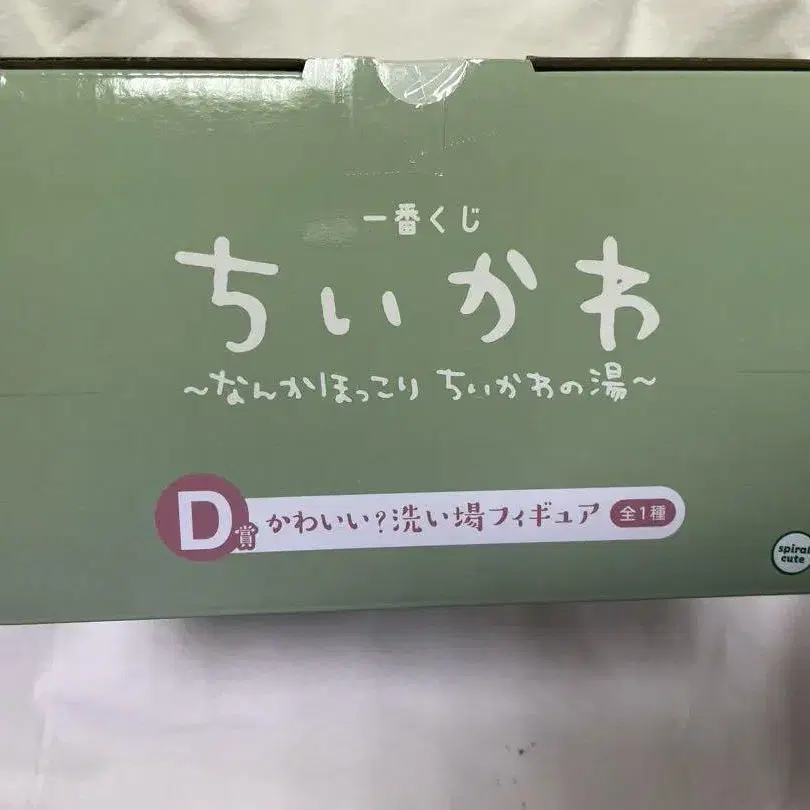 一番くじ
ちいかわ
~なんかほっこり ちいかわの湯~
D賞 かわいい?洗い場フィギュア 全1種
spiral
cute